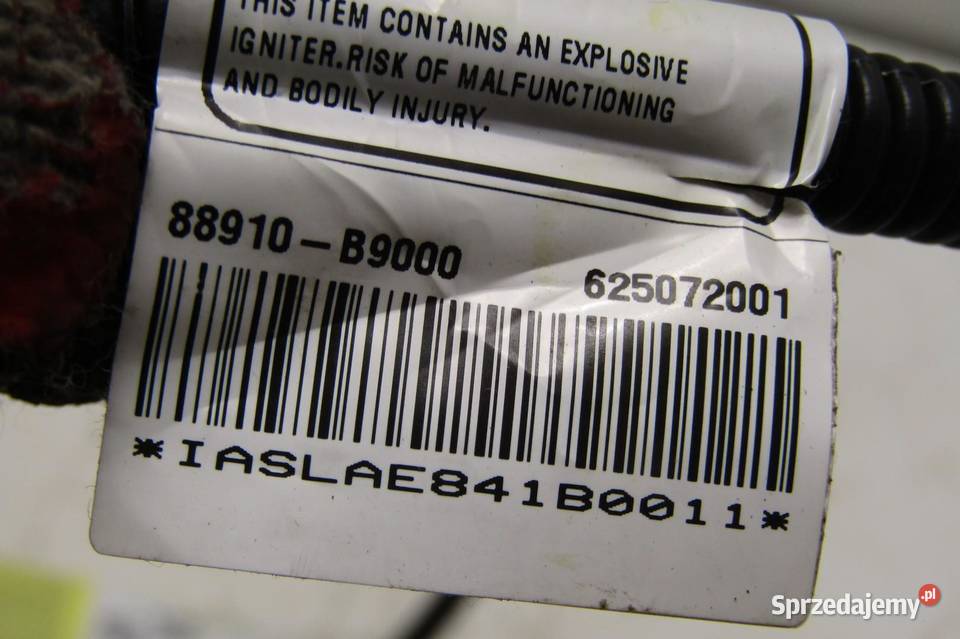 THIS ITEM CONTAINS AN EXPLOSIVE
IGNITER.RISK OF MALFUNCTIONING
AND BODILY INJURY.
88910-B9000
625072001
*IASLAE841B0011*
Sprzedajemy.pl